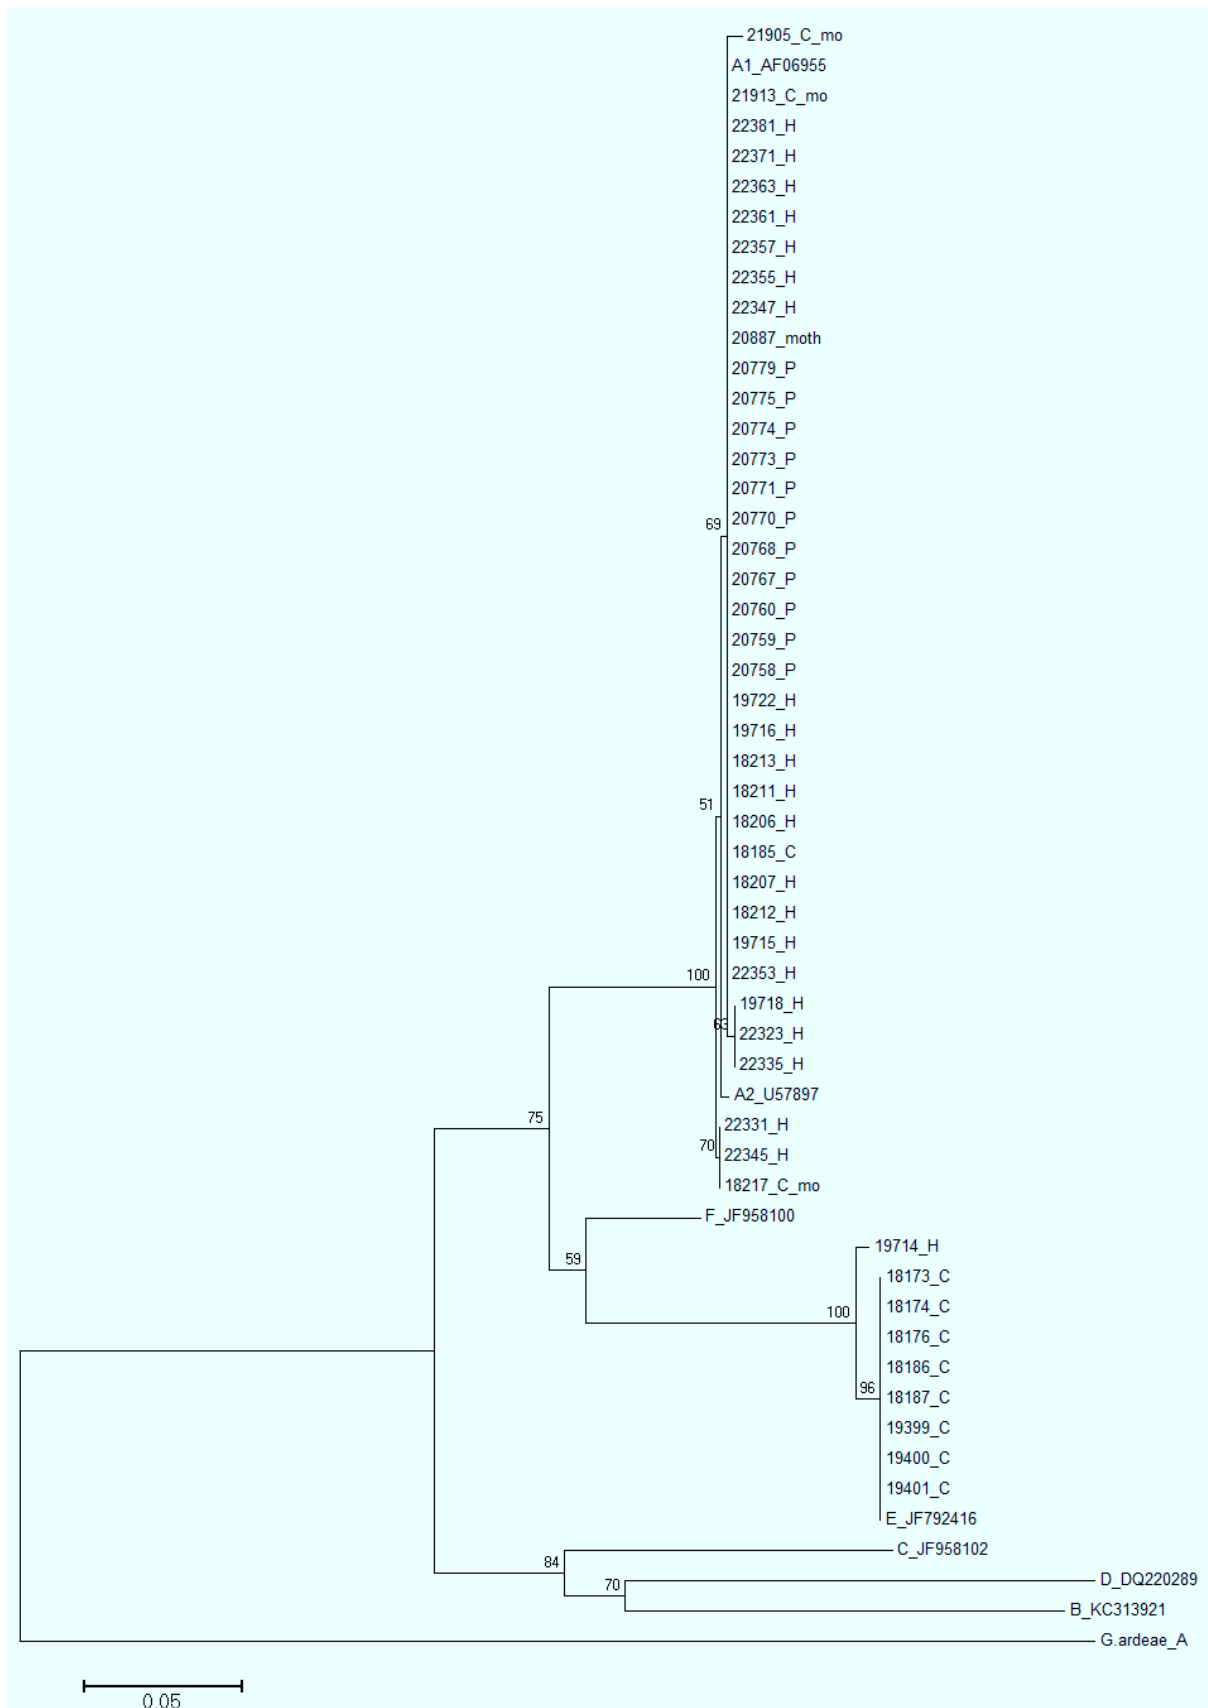 21905_C_mo
A1_AF06955
21913_C_mo
22381_H
22371_H
22363_H
22361_H
22357_H
22355_H
22347_H
20887_moth
20779_P
20775_P
20774_P
20773_P
20771_P
20770_P
69
20768_P
20767_P
20760_P
20759_P
20758_P
19722_H
19716_H
18213_H
18211_H
51
18206_H
18185_C
18207_H
18212_H
19715_H
100
22353_H
19718_H
63
22323_H
22335_H
A2_U57897
75
22331_H
70
22345_H
18217_C_mo
F_JF958100
59
19714_H
18173_C
100
18174_C
18176_C
18186_C
96
18187_C
19399_C
19400_C
19401_C
E_JF792416
C_JF958102
84
D_DQ220289
70
B_KC313921
G.ardeae_A
0.05